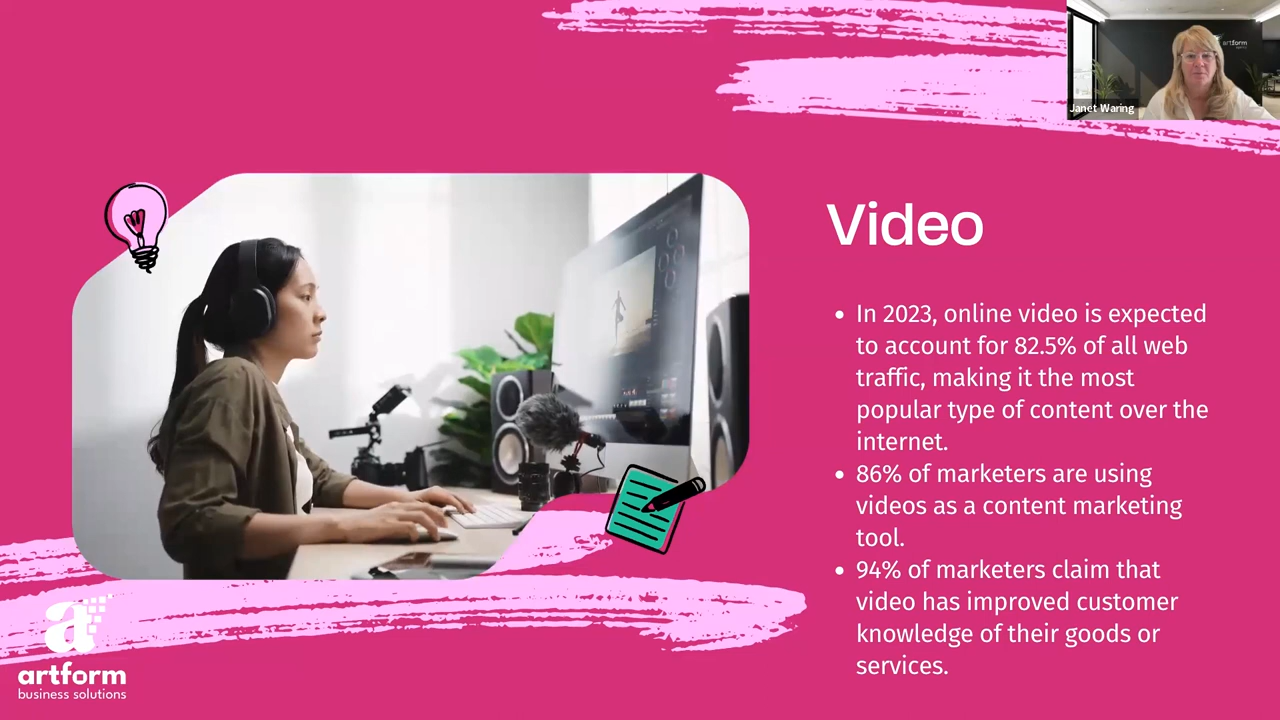 artform
Janet Waring
Video
• In 2023, online video is expected
to account for 82.5% of all web
traffic, making it the most
popular type of content over the
internet.
• 86% of marketers are using
videos as a content marketing
tool.
• 94% of marketers claim that
video has improved customer
knowledge of their goods or
services.
a
artform
business solutions